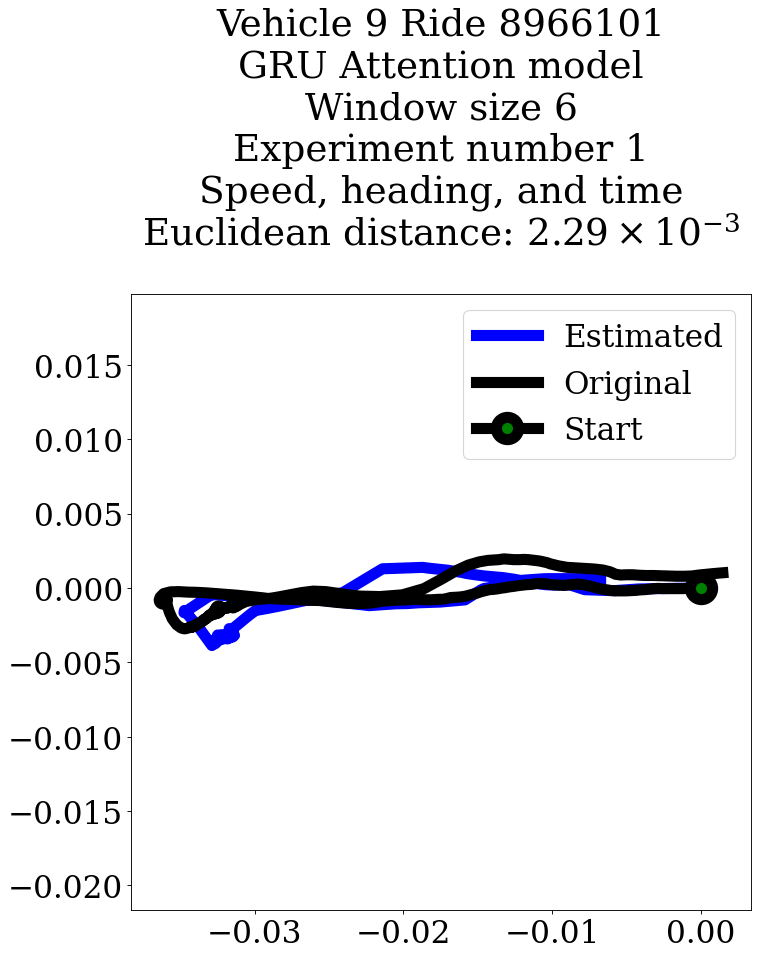 Vehicle 9 Ride 8966101
GRU Attention model
Window size 6
Experiment number 1
Speed, heading, and time
Euclidean distance: 2.29 × 10⁻³
Estimated
Original
Start
0.015
0.010
0.005
0.000
−0.005
−0.010
−0.015
−0.020
−0.03 −0.02 −0.01 0.00